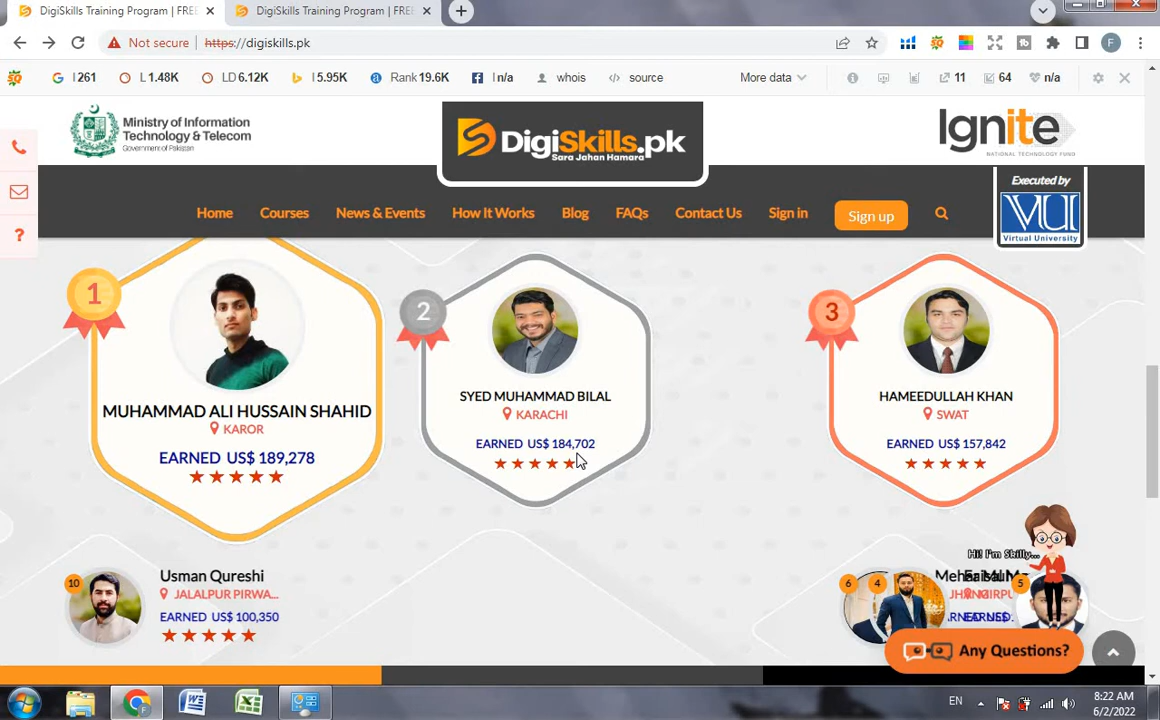 DigiSkills Training Program | FREE
DigiSkills Training Program | FREE
Not secure
https://digiskills.pk
F
I 261
L 1.48K
LD 6.12K
I 5.95K
Rank 19.6K
I n/a
whois
source
More data
11
64
n/a
Ministry of Information
Technology & Telecom
Government of Pakistan
DigiSkills.pk
Sara Jahan Hamara
Ignite
NATIONAL TECHNOLOGY FUND
Executed by
VU
Virtual University
Home
Courses
News & Events
How It Works
Blog
FAQs
Contact Us
Sign in
Sign up
1
MUHAMMAD ALI HUSSAIN SHAHID
KAROR
EARNED US$ 189,278
2
SYED MUHAMMAD BILAL
KARACHI
EARNED US$ 184,702
3
HAMEEDULLAH KHAN
SWAT
EARNED US$ 157,842
10
Usman Qureshi
JALALPUR PIRWA...
EARNED US$ 100,350
6
4
5
Hi! I'm Skilly...
Any Questions?
EN
F
8:22 AM
6/2/2022